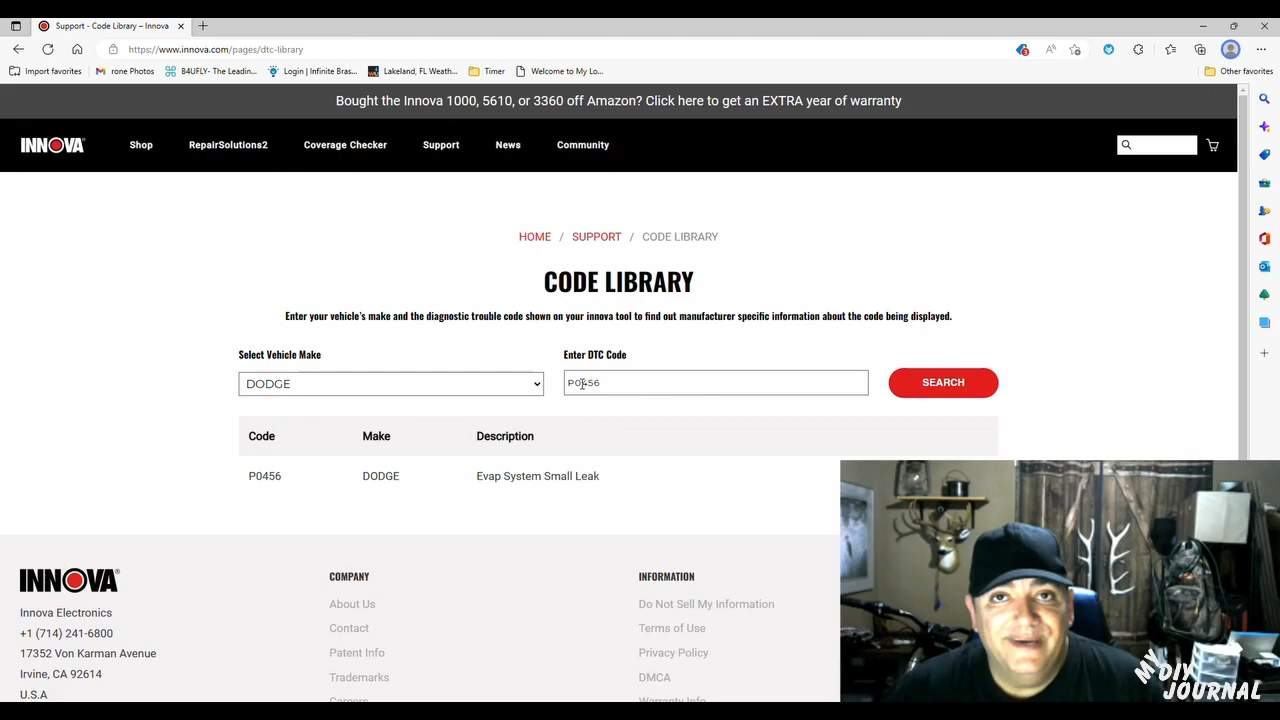 Support - Code Library – Innova
https://www.innova.com/pages/dtc-library
3
Import favorites
rone Photos
B4UFLY- The Leadin...
Login | Infinite Bras...
Lakeland, FL Weath...
Timer
Welcome to My Lo...
Other favorites
Bought the Innova 1000, 5610, or 3360 off Amazon? Click here to get an EXTRA year of warranty
INNOVA
Shop
RepairSolutions2
Coverage Checker
Support
News
Community
HOME / SUPPORT / CODE LIBRARY
CODE LIBRARY
Enter your vehicle's make and the diagnostic trouble code shown on your innova tool to find out manufacturer specific information about the code being displayed.
Select Vehicle Make
Enter DTC Code
DODGE
P0456
SEARCH
Code Make Description
P0456 DODGE Evap System Small Leak
INNOVA®
Innova Electronics
+1 (714) 241-6800
17352 Von Karman Avenue
Irvine, CA 92614
U.S.A
COMPANY
About Us
Contact
Patent Info
Trademarks
Careers
INFORMATION
Do Not Sell My Information
Terms of Use
Privacy Policy
DMCA
Warranty Info
MY DIY JOURNAL